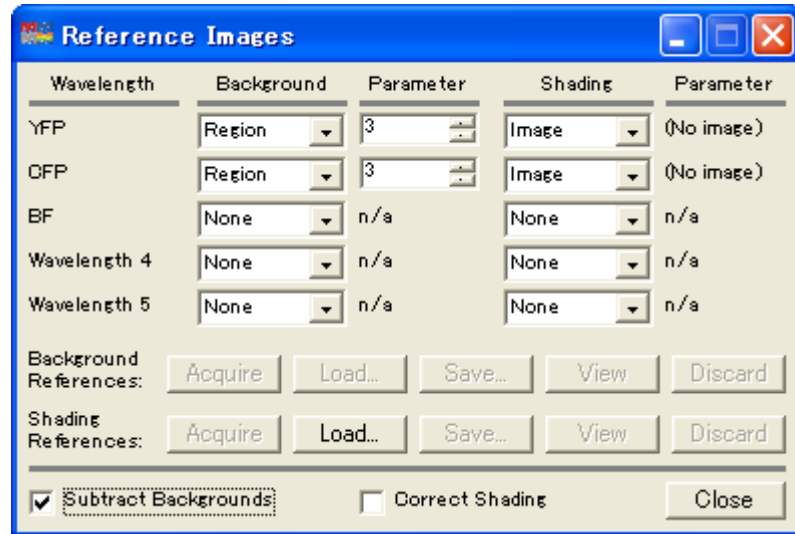 Reference Images
Wavelength Background Parameter Shading Parameter
YFP Region 3 Image (No image)
CFP Region 3 Image (No image)
BF None n/a None n/a
Wavelength 4 None n/a None n/a
Wavelength 5 None n/a None n/a
Background
References: Acquire Load... Save... View Discard
Shading
References: Acquire Load... Save... View Discard
Subtract Backgrounds Correct Shading Close